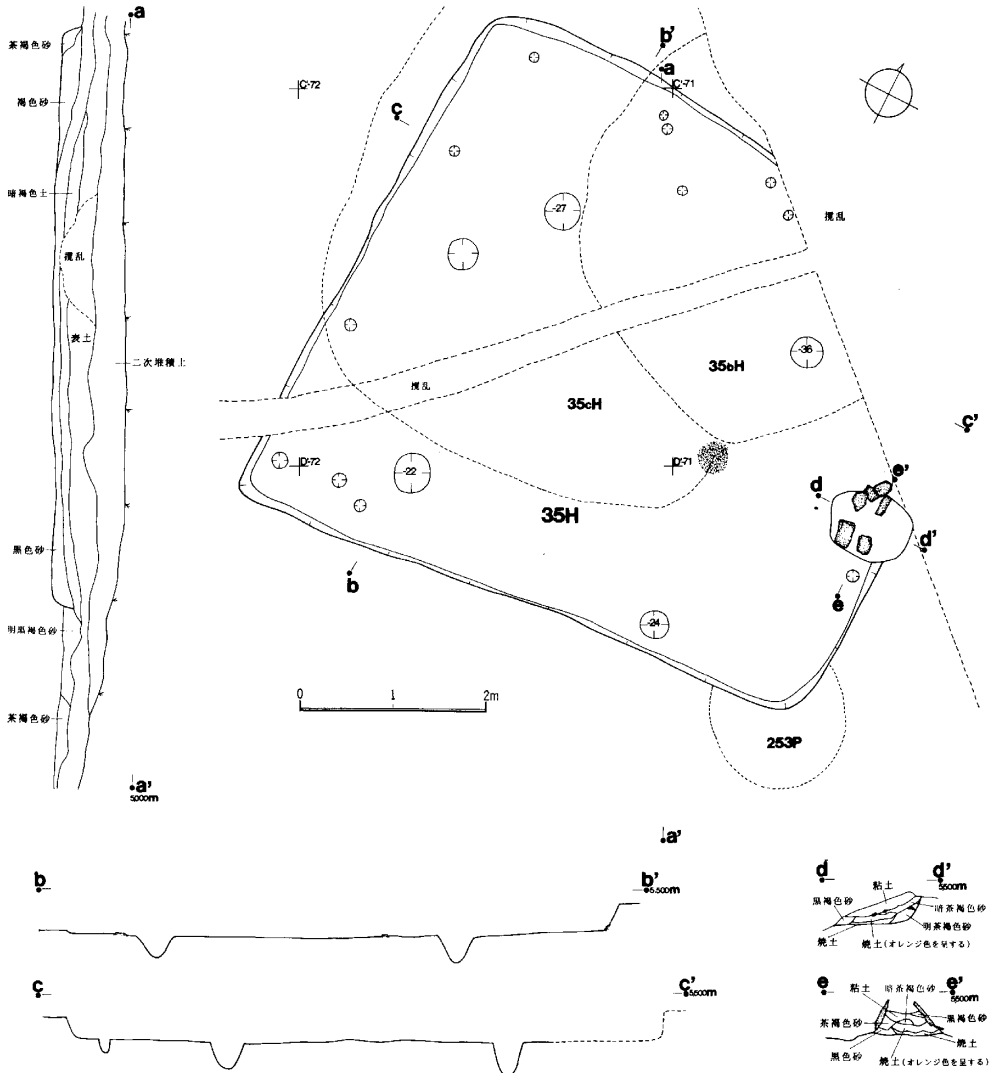 a
茶褐色砂
褐色砂
暗褐色土
攪乱
表土
二次堆積土
黒色砂
明黒褐色砂
茶褐色砂
a'
5,000m
b'
a
C'-72
C'-71
c
-27
攪乱
35bH
-36
攪乱
35cH
c'
D'-72
D'-71
-22
35H
d
e'
d'
b
e
-24
0 1 2m
253P
a'
b
b'
5,500m
c
c'
5,500m
d
d'
5,500m
粘土
黒褐色砂
暗茶褐色砂
明茶褐色砂
焼土
焼土(オレンジ色を呈する)
e
e'
5,500m
粘土
暗茶褐色砂
茶褐色砂
黒褐色砂
焼土
黒色砂
焼土(オレンジ色を呈する)